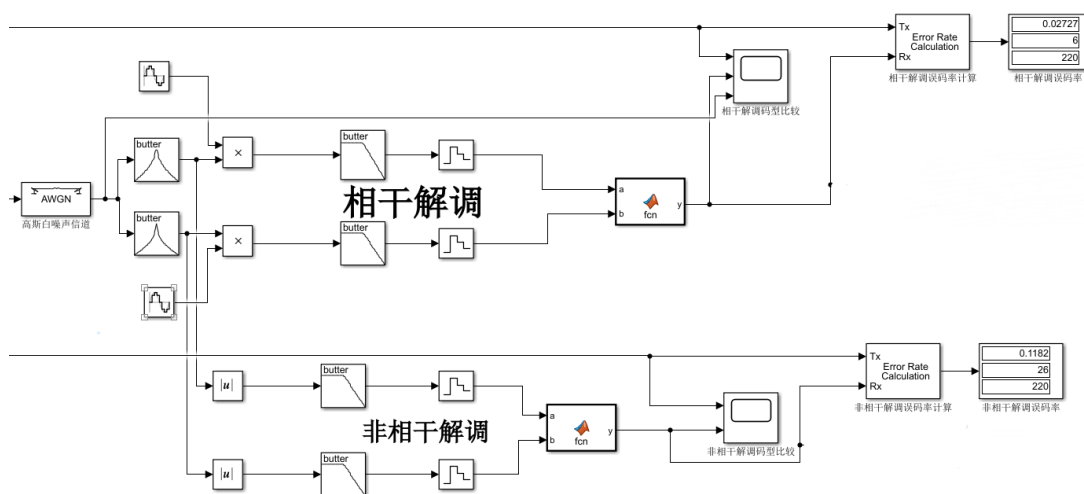 Tx
Error Rate
Calculation
Rx
相干解调误码率计算
0.02727
6
220
相干解调误码率
相干解调码型比较
butter
×
butter
AWGN
高斯白噪声信道
相干解调
a
b
fcn
y
butter
×
butter
Tx
Error Rate
Calculation
Rx
非相干解调误码率计算
0.1182
26
220
非相干解调误码率
|u|
butter
非相干解调
a
b
fcn
y
非相干解调码型比较
|u|
butter